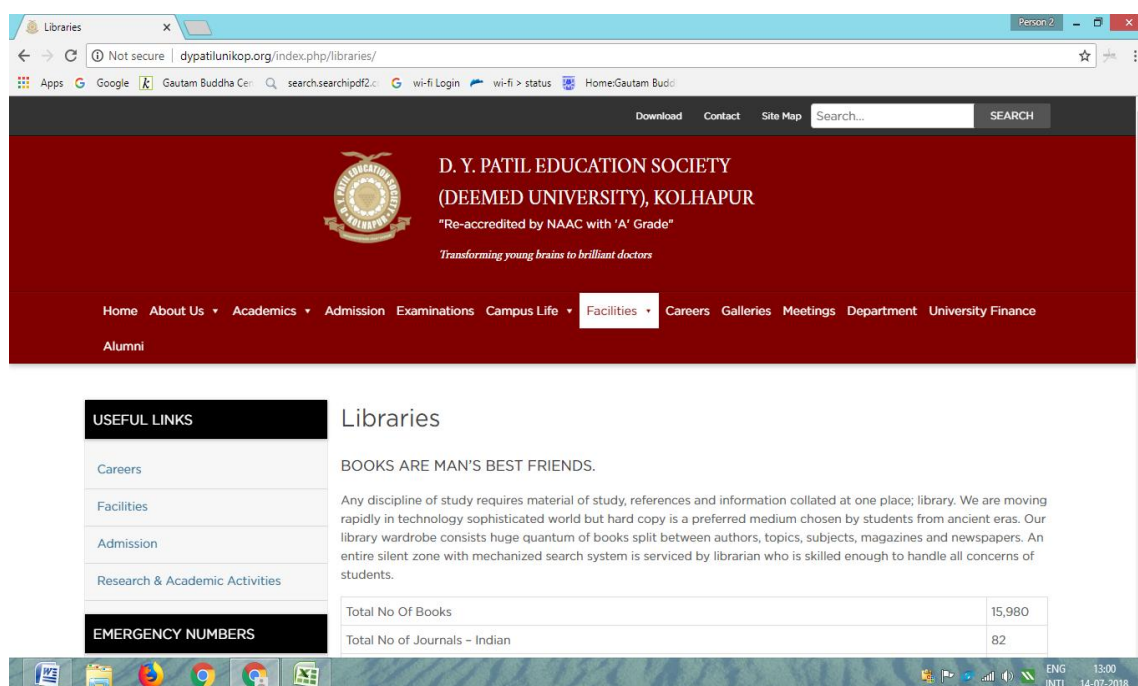 Libraries
Person 2
Not secure | dypatilunikop.org/index.php/libraries/
Apps Google Gautam Buddha Cen search.searchipdf2.c wi-fi Login wi-fi > status Home:Gautam Budd
Download Contact Site Map Search... SEARCH
D. Y. PATIL EDUCATION SOCIETY
(DEEMED UNIVERSITY), KOLHAPUR
"Re-accredited by NAAC with 'A' Grade"
Transforming young brains to brilliant doctors
Home About Us Academics Admission Examinations Campus Life Facilities Careers Galleries Meetings Department University Finance
Alumni
USEFUL LINKS
Careers
Facilities
Admission
Research & Academic Activities
EMERGENCY NUMBERS
Libraries
BOOKS ARE MAN'S BEST FRIENDS.
Any discipline of study requires material of study, references and information collated at one place; library. We are moving
rapidly in technology sophisticated world but hard copy is a preferred medium chosen by students from ancient eras. Our
library wardrobe consists huge quantum of books split between authors, topics, subjects, magazines and newspapers. An
entire silent zone with mechanized search system is serviced by librarian who is skilled enough to handle all concerns of
students.
Total No Of Books 15,980
Total No of Journals – Indian 82
ENG 13:00
INTL 14-07-2018